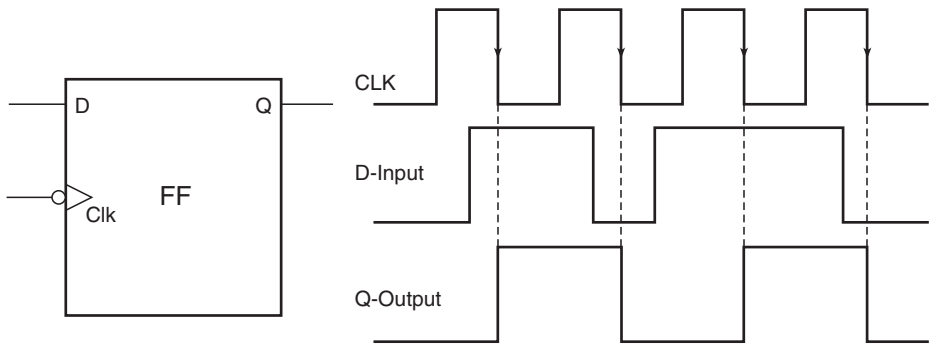 D
Q
FF
Clk
CLK
D-Input
Q-Output